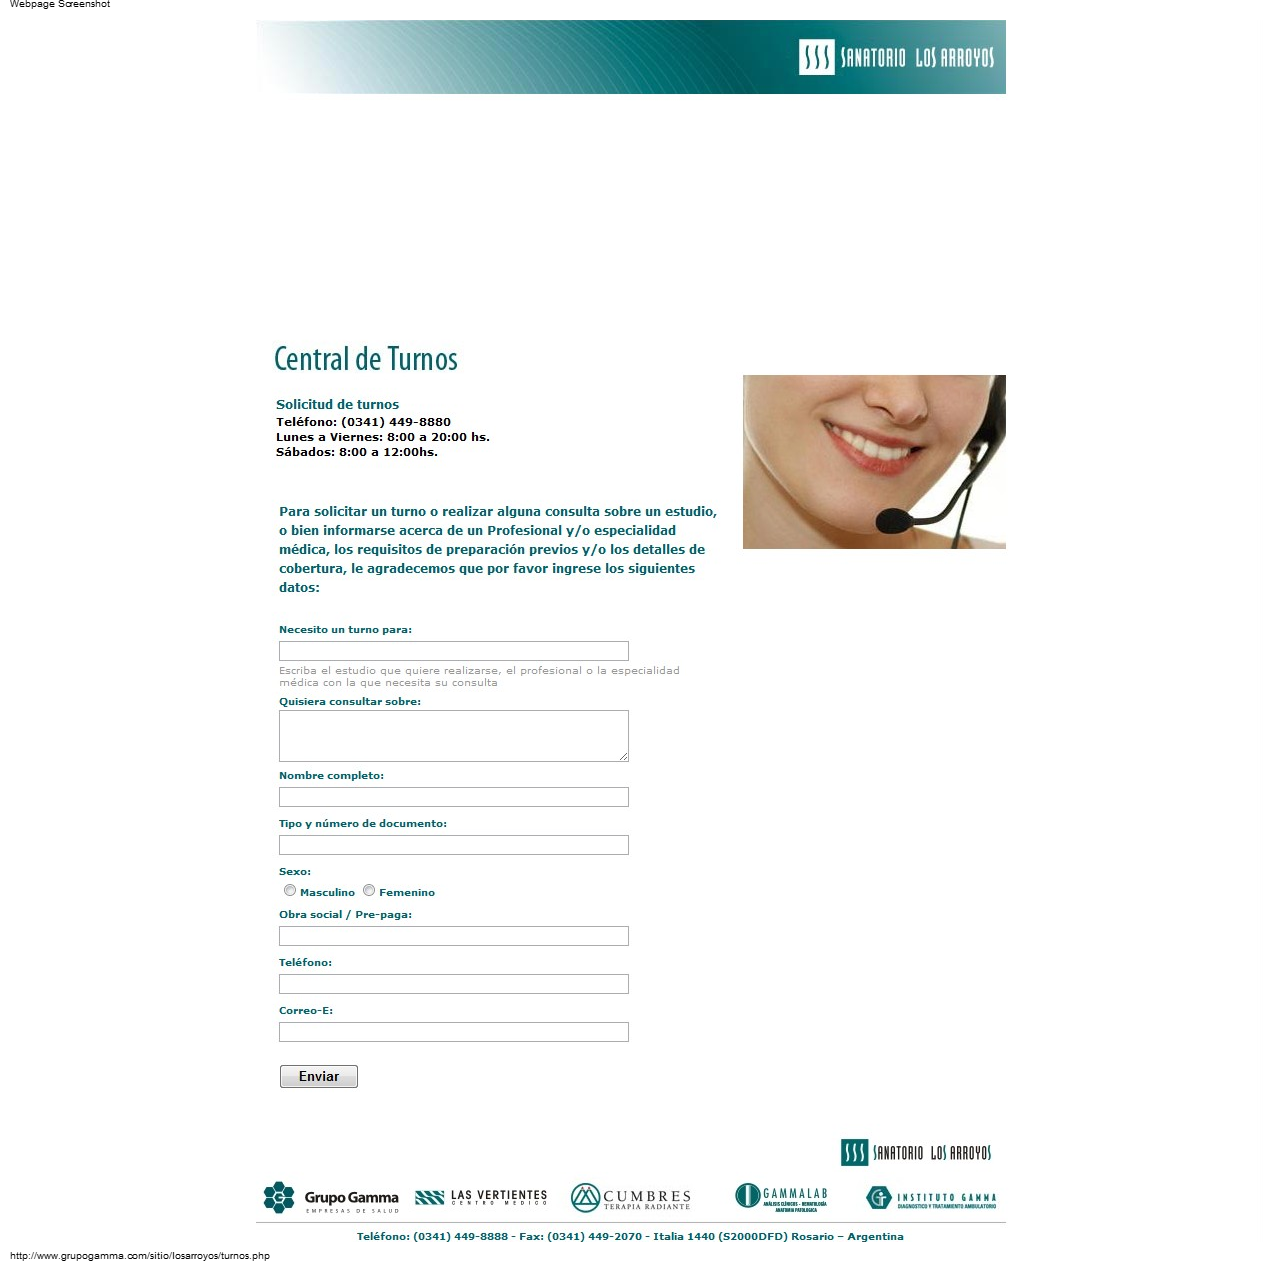 Webpage Screenshot
SANATORIO LOS ARROYOS
Central de Turnos
Solicitud de turnos
Teléfono: (0341) 449-8880
Lunes a Viernes: 8:00 a 20:00 hs.
Sábados: 8:00 a 12:00hs.
Para solicitar un turno o realizar alguna consulta sobre un estudio,
o bien informarse acerca de un Profesional y/o especialidad
médica, los requisitos de preparación previos y/o los detalles de
cobertura, le agradecemos que por favor ingrese los siguientes
datos:
Necesito un turno para:
Escriba el estudio que quiere realizarse, el profesional o la especialidad
médica con la que necesita su consulta
Quisiera consultar sobre:
Nombre completo:
Tipo y número de documento:
Sexo:
Masculino Femenino
Obra social / Pre-paga:
Teléfono:
Correo-E:
Enviar
SANATORIO LOS ARROYOS
Grupo Gamma
EMPRESAS DE SALUD
LAS VERTIENTES
CENTRO MEDICO
CUMBRES
TERAPIA RADIANTE
GAMMALAB
ANÁLISIS CLÍNICOS - HEMATOLOGÍA
ANATOMIA PATOLOGICA
INSTITUTO GAMMA
DIAGNOSTICO Y TRATAMIENTO AMBULATORIO
Teléfono: (0341) 449-8888 - Fax: (0341) 449-2070 - Italia 1440 (S2000DFD) Rosario – Argentina
http://www.grupogamma.com/sitio/losarroyos/turnos.php